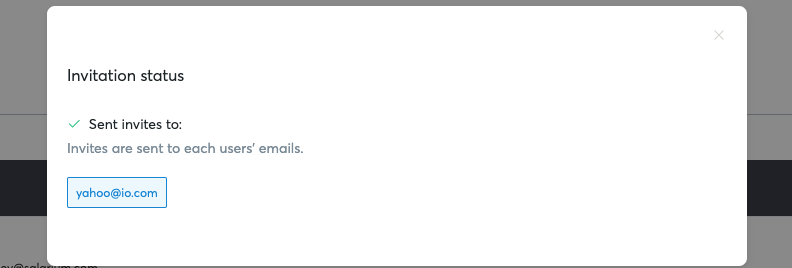 Invitation status
Sent invites to:
Invites are sent to each users' emails.
yahoo@io.com